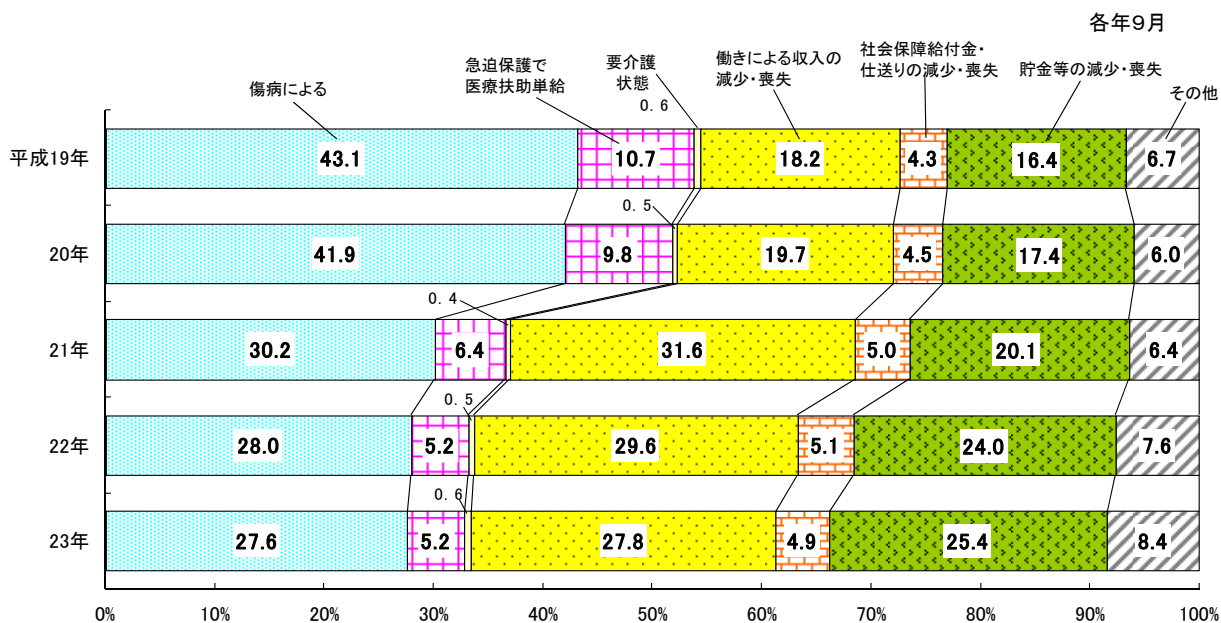 各年９月
傷病による
急迫保護で
医療扶助単給
要介護
状態
働きによる収入の
減少・喪失
社会保障給付金・
仕送りの減少・喪失
貯金等の減少・喪失
その他
平成19年
43.1
10.7
０.６
18.2
4.3
16.4
6.7
20年
41.9
9.8
０.５
19.7
4.5
17.4
6.0
21年
30.2
6.4
０.４
31.6
5.0
20.1
6.4
22年
28.0
5.2
０.５
29.6
5.1
24.0
7.6
23年
27.6
5.2
０.６
27.8
4.9
25.4
8.4
0% 10% 20% 30% 40% 50% 60% 70% 80% 90% 100%